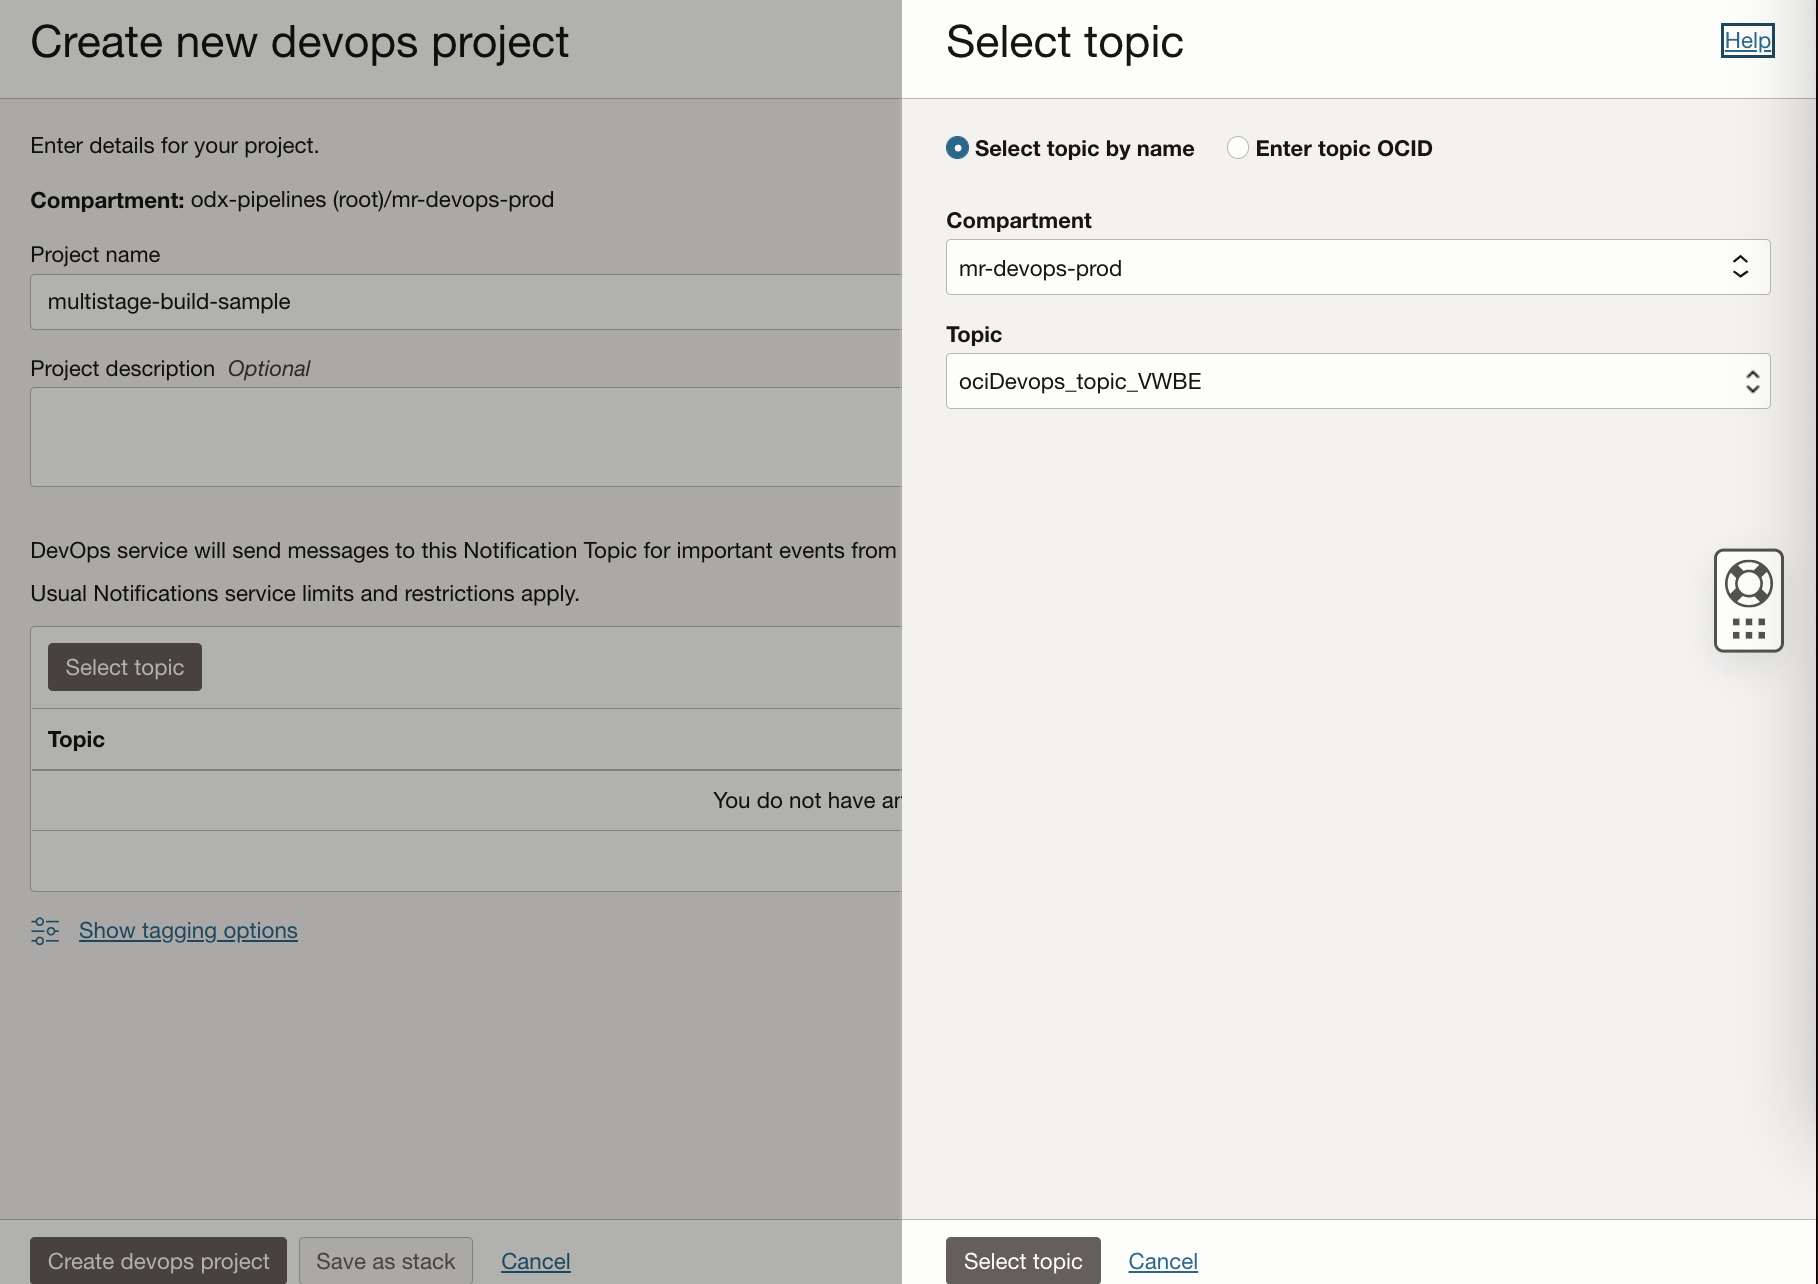 Create new devops project
Enter details for your project.
Compartment: odx-pipelines (root)/mr-devops-prod
Project name
multistage-build-sample
Project description Optional
DevOps service will send messages to this Notification Topic for important events from
Usual Notifications service limits and restrictions apply.
Select topic
Topic
You do not have
Show tagging options
Create devops project
Save as stack
Cancel
Select topic
Help
Select topic by name
Enter topic OCID
Compartment
mr-devops-prod
Topic
ociDevops_topic_VWBE
Select topic
Cancel